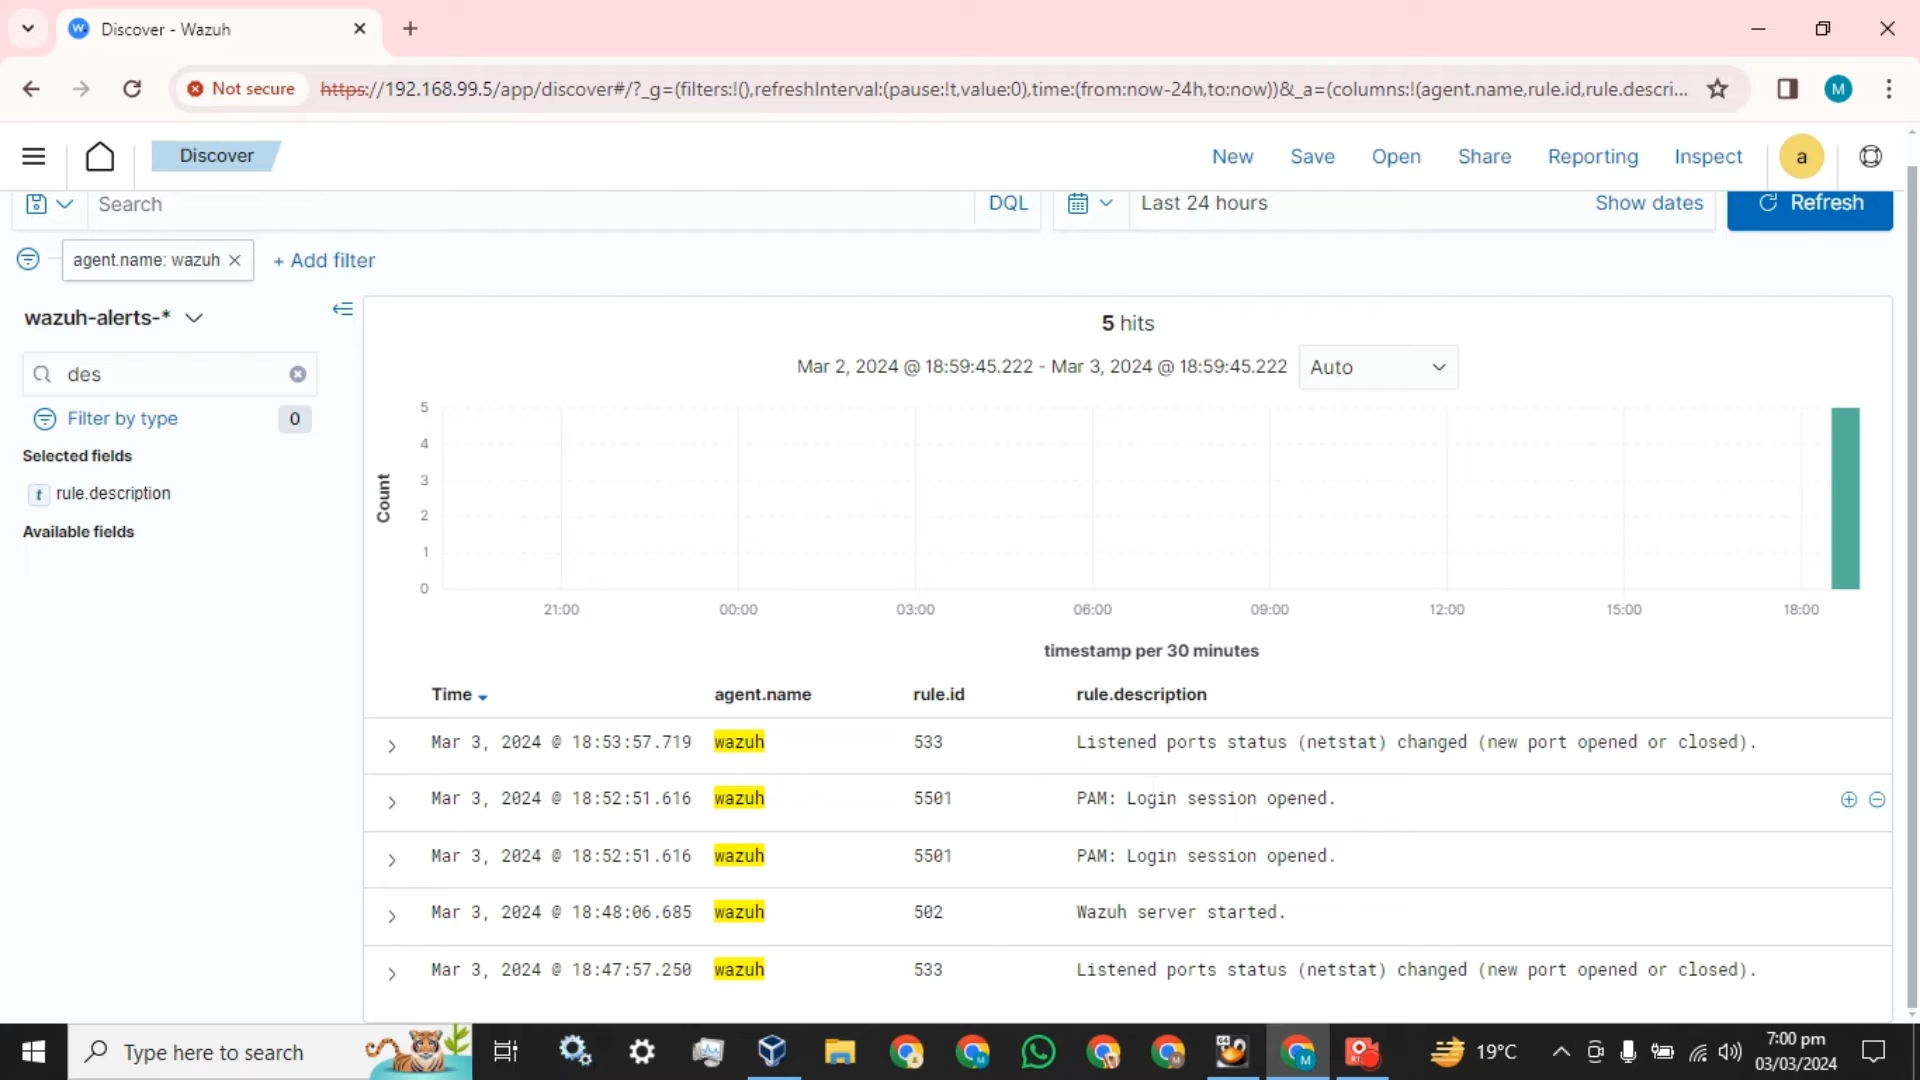 Discover - Wazuh
Not secure https://192.168.99.5/app/discover#/?_g=(filters:!(),refreshInterval:(pause:!t,value:0),time:(from:now-24h,to:now))&_a=(columns:!(agent.name,rule.id,rule.descri... M
Discover New Save Open Share Reporting Inspect a
Search DQL Last 24 hours Show dates Refresh
agent.name: wazuh + Add filter
wazuh-alerts-*
des
Filter by type 0
Selected fields
t rule.description
Available fields
5 hits
Mar 2, 2024 @ 18:59:45.222 - Mar 3, 2024 @ 18:59:45.222 Auto
Count
5
4
3
2
1
0
21:00 00:00 03:00 06:00 09:00 12:00 15:00 18:00
timestamp per 30 minutes
Time agent.name rule.id rule.description
Mar 3, 2024 @ 18:53:57.719 wazuh 533 Listened ports status (netstat) changed (new port opened or closed).
Mar 3, 2024 @ 18:52:51.616 wazuh 5501 PAM: Login session opened.
Mar 3, 2024 @ 18:52:51.616 wazuh 5501 PAM: Login session opened.
Mar 3, 2024 @ 18:48:06.685 wazuh 502 Wazuh server started.
Mar 3, 2024 @ 18:47:57.250 wazuh 533 Listened ports status (netstat) changed (new port opened or closed).
Type here to search 19°C 7:00 pm
03/03/2024